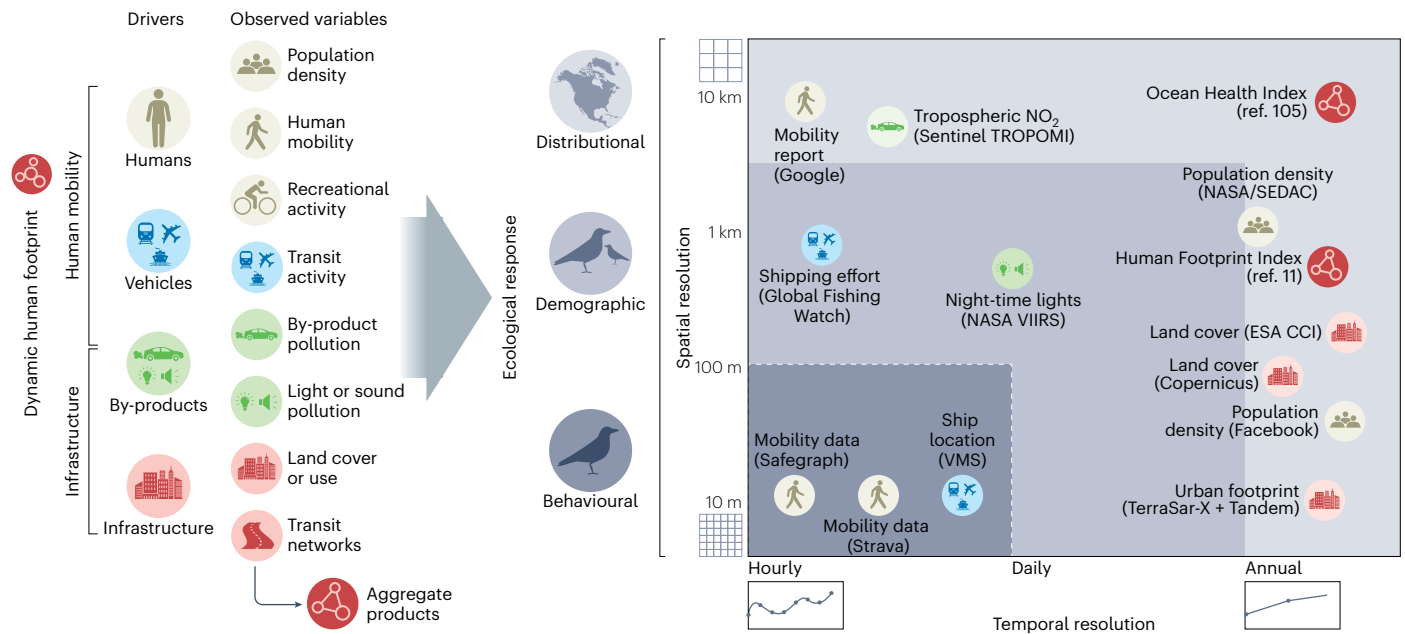 Drivers
Observed variables
Dynamic human footprint
Human mobility
Infrastructure
Humans
Vehicles
By-products
Infrastructure
Population
density
Human
mobility
Recreational
activity
Transit
activity
By-product
pollution
Light or sound
pollution
Land cover
or use
Transit
networks
Aggregate
products
Ecological response
Distributional
Demographic
Behavioural
Spatial resolution
10 km
1 km
100 m
10 m
Mobility
report
(Google)
Tropospheric NO2
(Sentinel TROPOMI)
Ocean Health Index
(ref. 105)
Population density
(NASA/SEDAC)
Shipping effort
(Global Fishing
Watch)
Night-time lights
(NASA VIIRS)
Human Footprint Index
(ref. 11)
Land cover (ESA CCI)
Land cover
(Copernicus)
Population
density (Facebook)
Mobility data
(Safegraph)
Mobility data
(Strava)
Ship
location
(VMS)
Urban footprint
(TerraSar-X + Tandem)
Hourly
Daily
Annual
Temporal resolution